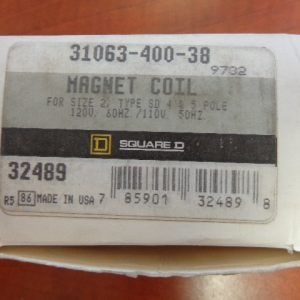 31063-400-38
9732
MAGNET COIL
FOR SIZE 2, TYPE SD 4 & 5 POLE
120V. 60HZ /110V. 50HZ.
D SQUARE D
32489
R5 86 MADE IN USA 7 85901 32489 8